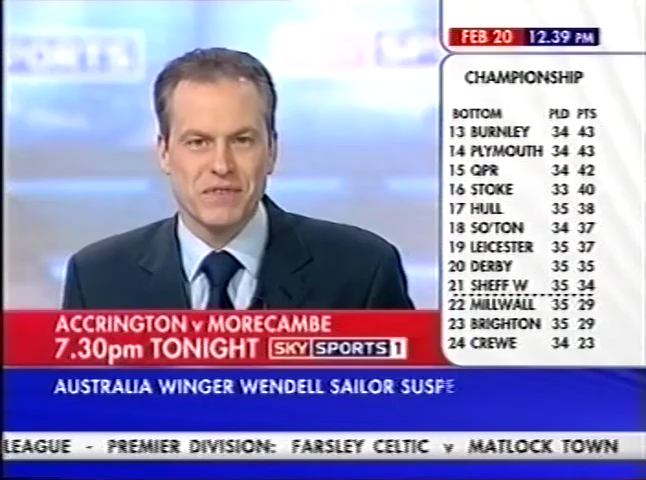 PORTS
SPORTS
FEB 20 12.39 PM
CHAMPIONSHIP
BOTTOM PLD PTS
13 BURNLEY 34 43
14 PLYMOUTH 34 43
15 QPR 34 42
16 STOKE 33 40
17 HULL 35 38
18 SO'TON 34 37
19 LEICESTER 35 37
20 DERBY 35 35
21 SHEFF W 35 34
22 MILLWALL 35 29
23 BRIGHTON 35 29
24 CREWE 34 23
ACCRINGTON v MORECAMBE
7.30pm TONIGHT SKY SPORTS 1
AUSTRALIA WINGER WENDELL SAILOR SUSPE
LEAGUE - PREMIER DIVISION: FARSLEY CELTIC v MATLOCK TOWN